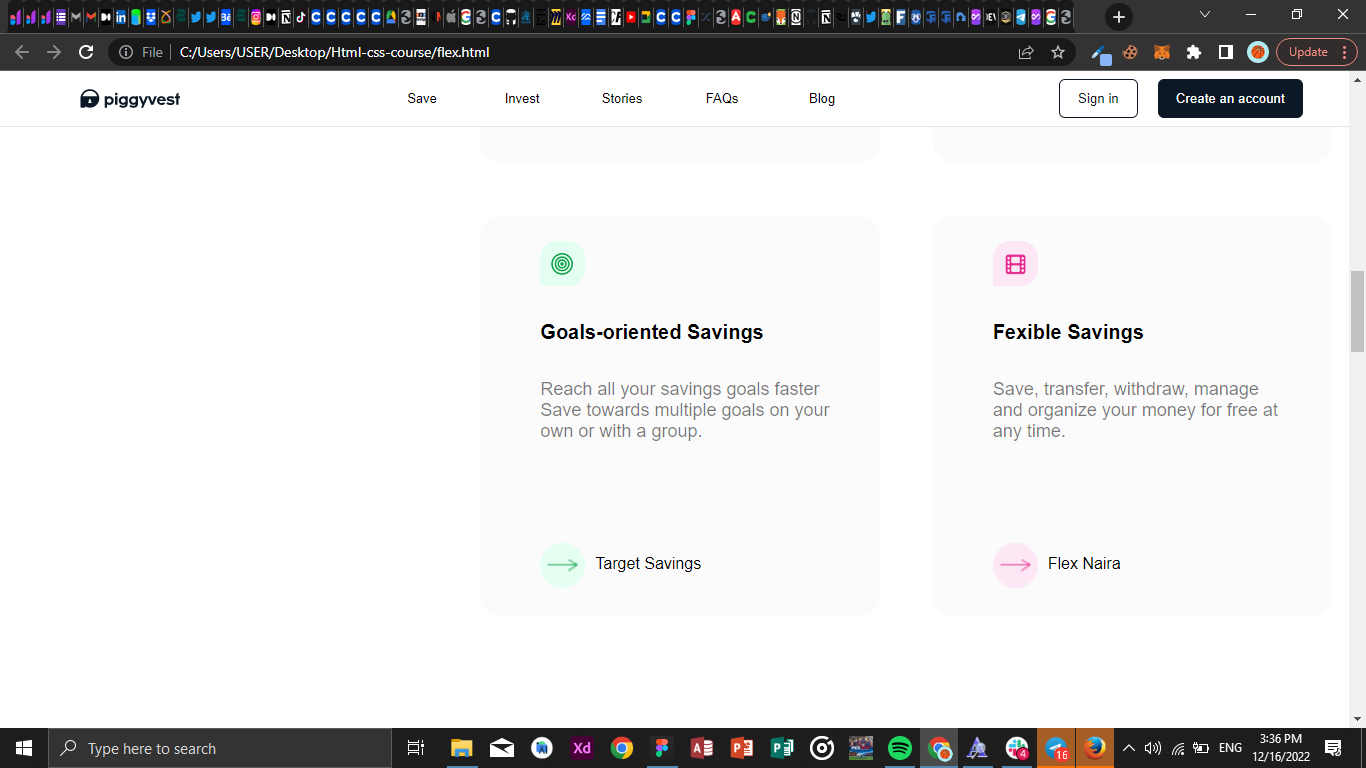 File
C:/Users/USER/Desktop/Html-css-course/flex.html
Update
piggyvest
Save
Invest
Stories
FAQs
Blog
Sign in
Create an account
Goals-oriented Savings
Reach all your savings goals faster
Save towards multiple goals on your
own or with a group.
Target Savings
Fexible Savings
Save, transfer, withdraw, manage
and organize your money for free at
any time.
Flex Naira
Type here to search
Xd
4
16
ENG
3:36 PM
12/16/2022